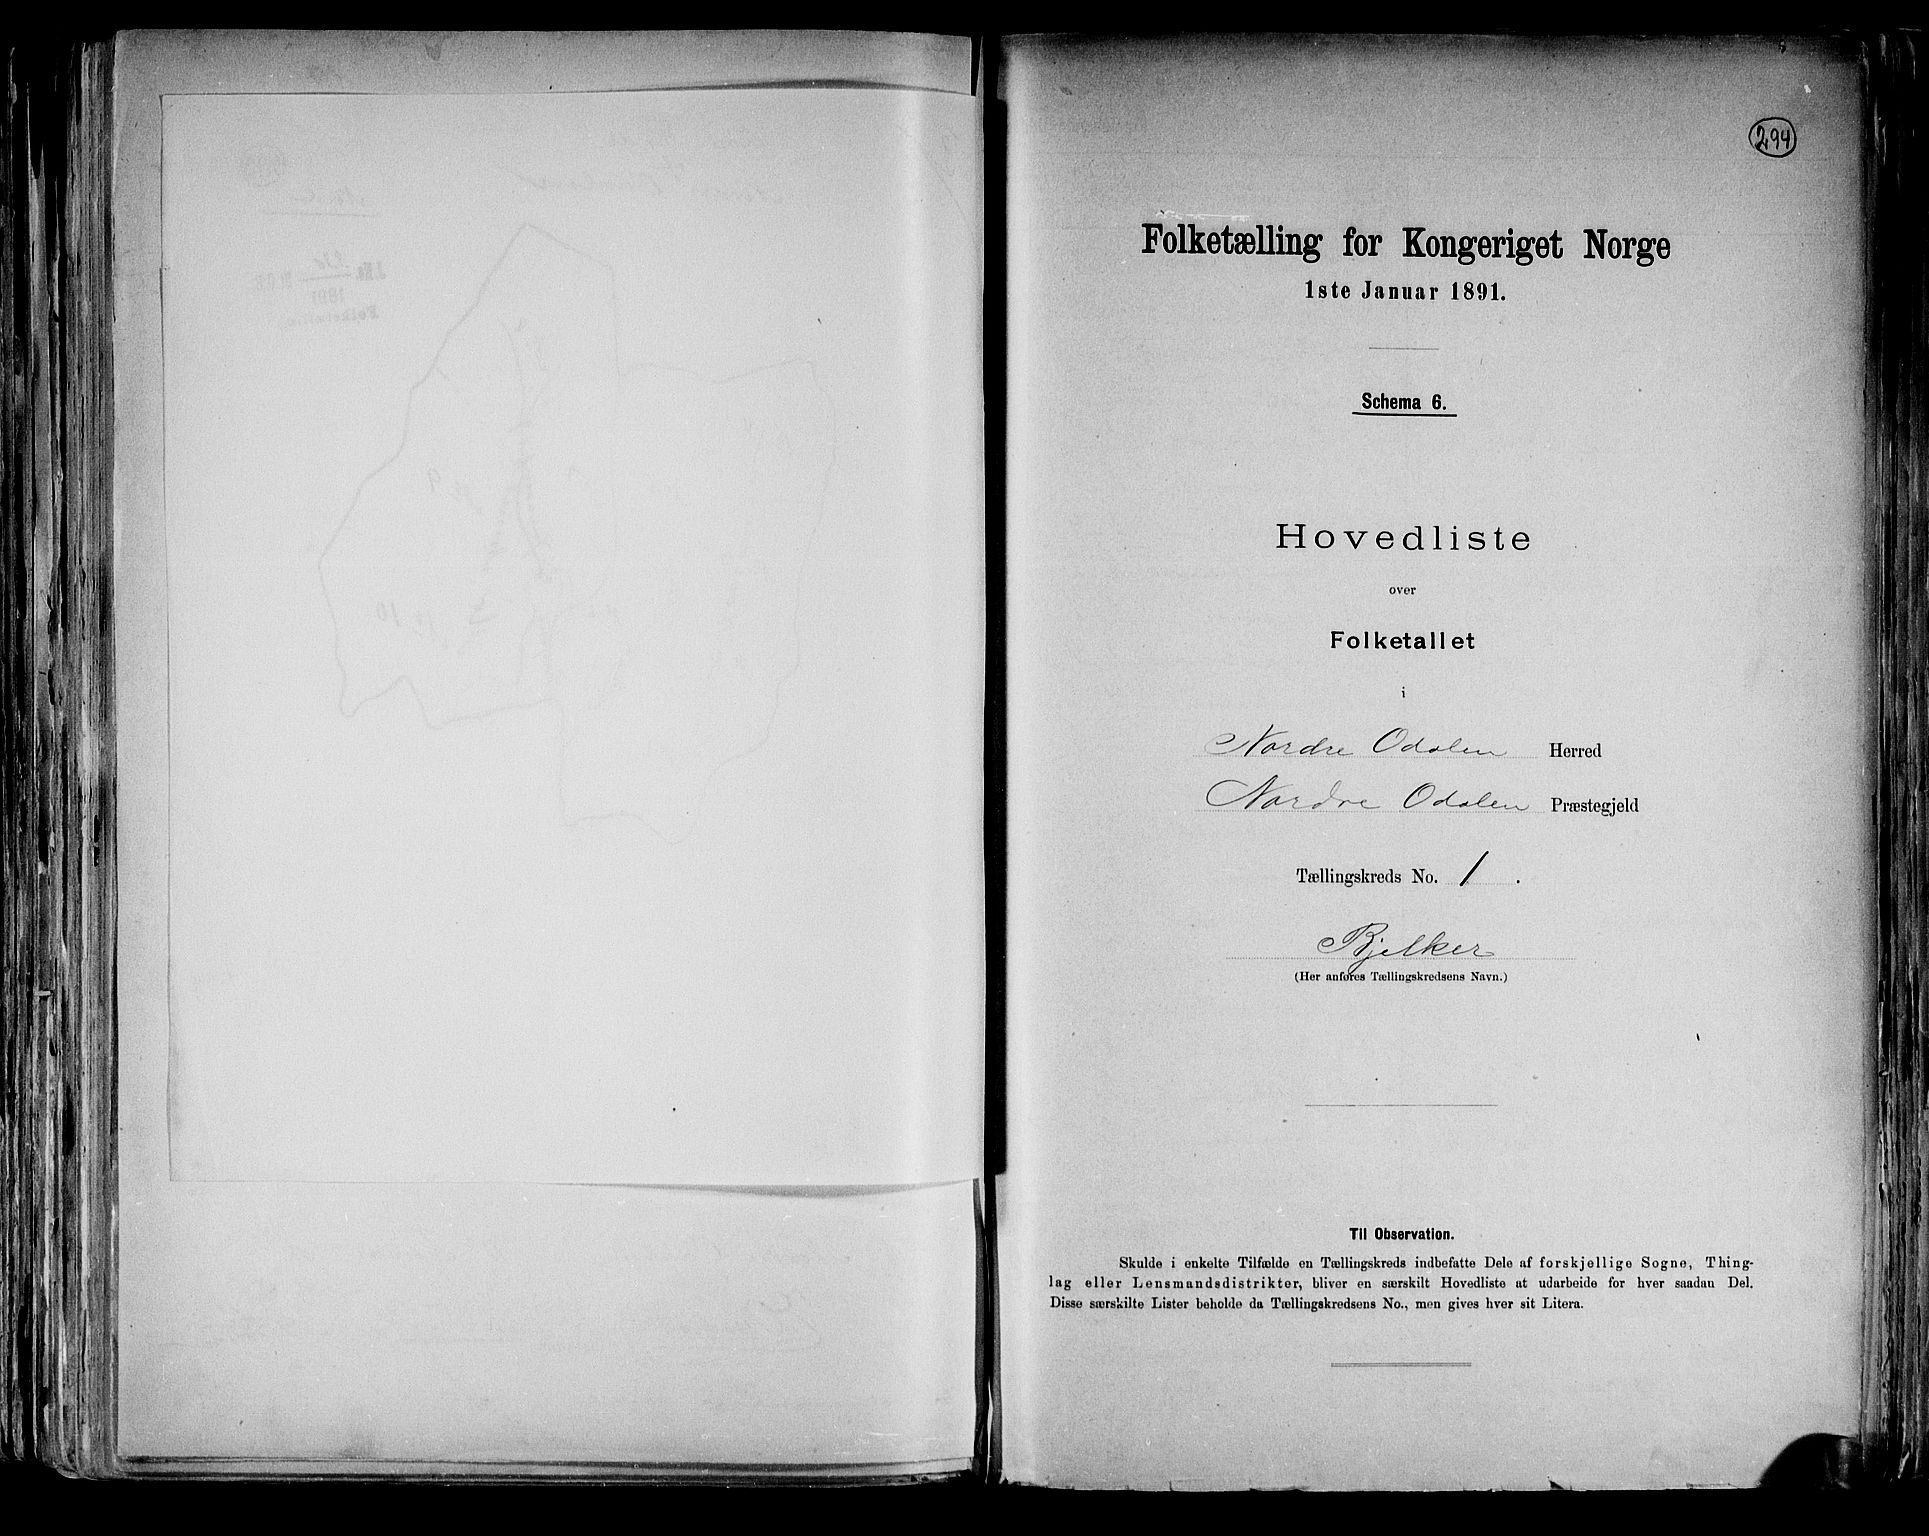 294
Folketælling for Kongeriget Norge
1ste Januar 1891.
Schema 6.
Hovedliste
over
Folketallet
i
Nordre Odalen Herred
Nordre Odalen Præstegjeld
Tællingskreds No. 1.
Bjelker
(Her anføres Tællingskredsens Navn.)
Til Observation.
Skulde i enkelte Tilfælde en Tællingskreds indbefatte Dele af forskjellige Sogne, Thing-
lag eller Lensmandsdistrikter, bliver en særskilt Hovedliste at udarbeide for hver saadan Del.
Disse særskilte Lister beholde da Tællingskredsens No., men gives hver sit Litera.